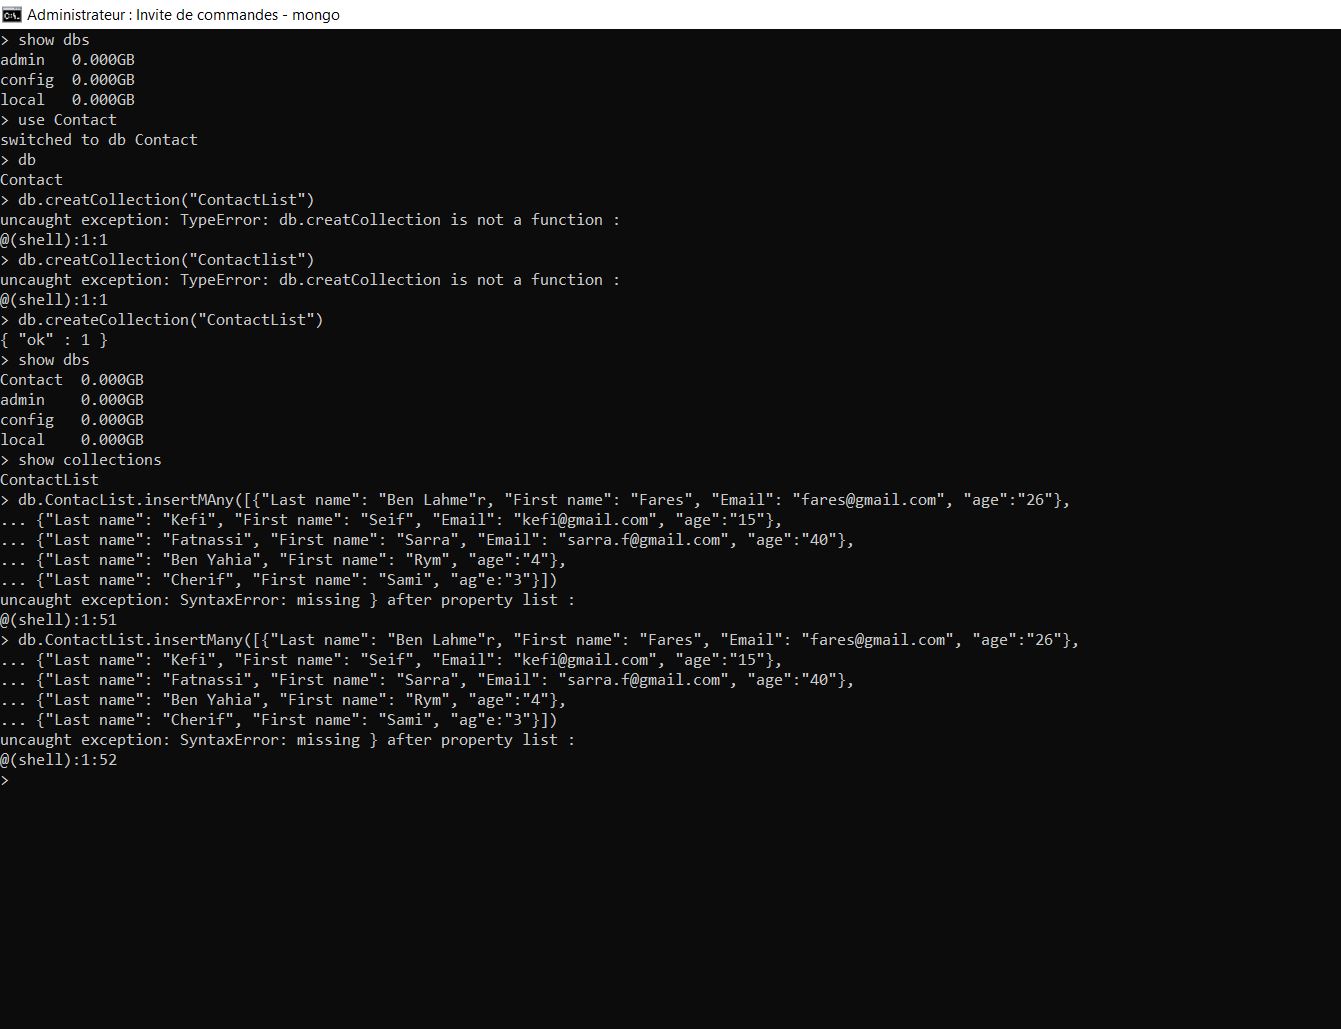 Administrateur : Invite de commandes - mongo
> show dbs
admin   0.000GB
config  0.000GB
local   0.000GB
> use Contact
switched to db Contact
> db
Contact
> db.creatCollection("ContactList")
uncaught exception: TypeError: db.creatCollection is not a function :
@(shell):1:1
> db.creatCollection("Contactlist")
uncaught exception: TypeError: db.creatCollection is not a function :
@(shell):1:1
> db.createCollection("ContactList")
{ "ok" : 1 }
> show dbs
Contact  0.000GB
admin    0.000GB
config   0.000GB
local    0.000GB
> show collections
ContactList
> db.ContacList.insertMAny([{"Last name": "Ben Lahme"r, "First name": "Fares", "Email": "fares@gmail.com", "age":"26"},
... {"Last name": "Kefi", "First name": "Seif", "Email": "kefi@gmail.com", "age":"15"},
... {"Last name": "Fatnassi", "First name": "Sarra", "Email": "sarra.f@gmail.com", "age":"40"},
... {"Last name": "Ben Yahia", "First name": "Rym", "age":"4"},
... {"Last name": "Cherif", "First name": "Sami", "ag"e:"3"}])
uncaught exception: SyntaxError: missing } after property list :
@(shell):1:51
> db.ContactList.insertMany([{"Last name": "Ben Lahme"r, "First name": "Fares", "Email": "fares@gmail.com", "age":"26"},
... {"Last name": "Kefi", "First name": "Seif", "Email": "kefi@gmail.com", "age":"15"},
... {"Last name": "Fatnassi", "First name": "Sarra", "Email": "sarra.f@gmail.com", "age":"40"},
... {"Last name": "Ben Yahia", "First name": "Rym", "age":"4"},
... {"Last name": "Cherif", "First name": "Sami", "ag"e:"3"}])
uncaught exception: SyntaxError: missing } after property list :
@(shell):1:52
>